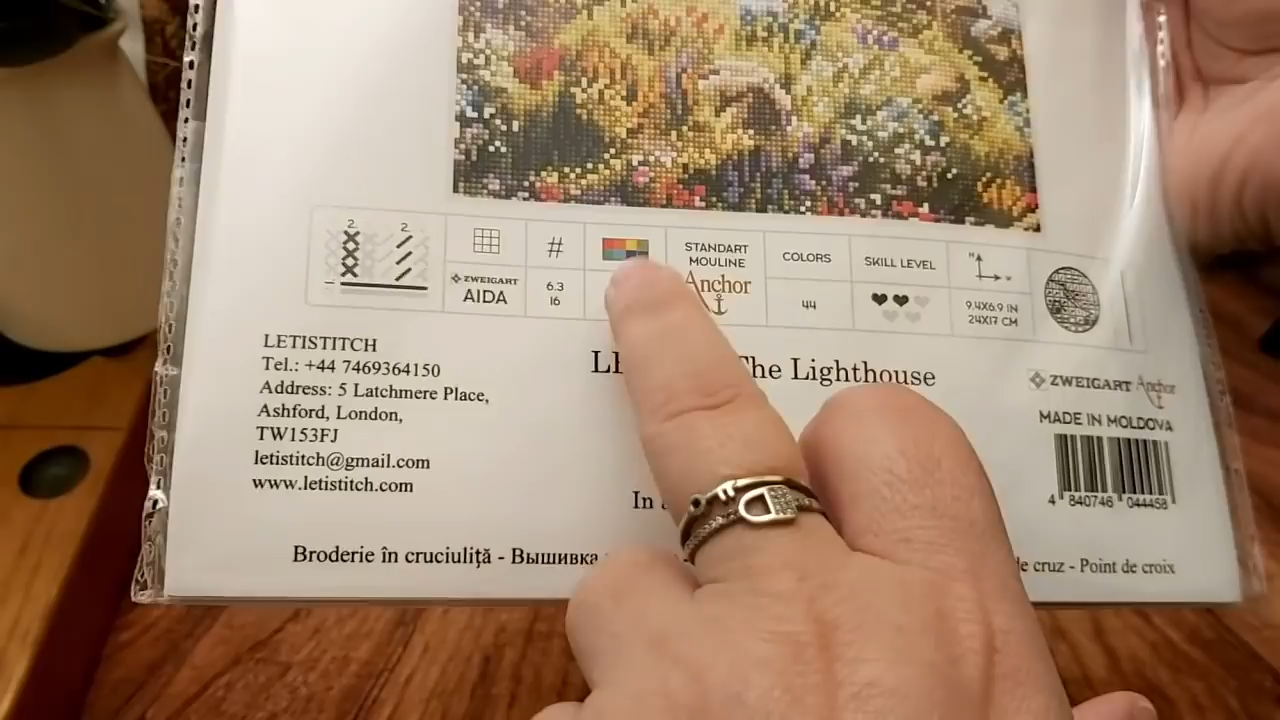 2 2
ZWEIGART
AIDA
#
6.3
16
STANDART
MOULINE
Anchor
COLORS
44
SKILL LEVEL
H W
9.4X6.9 IN
24X17 CM
LETISTITCH
Tel.: +44 7469364150
Address: 5 Latchmere Place,
Ashford, London,
TW153FJ
letistitch@gmail.com
www.letistitch.com
The Lighthouse
In
ZWEIGART Anchor
MADE IN MOLDOVA
4 840746 044458
Broderie în cruciuliţă - Вышивка
de cruz - Point de croix